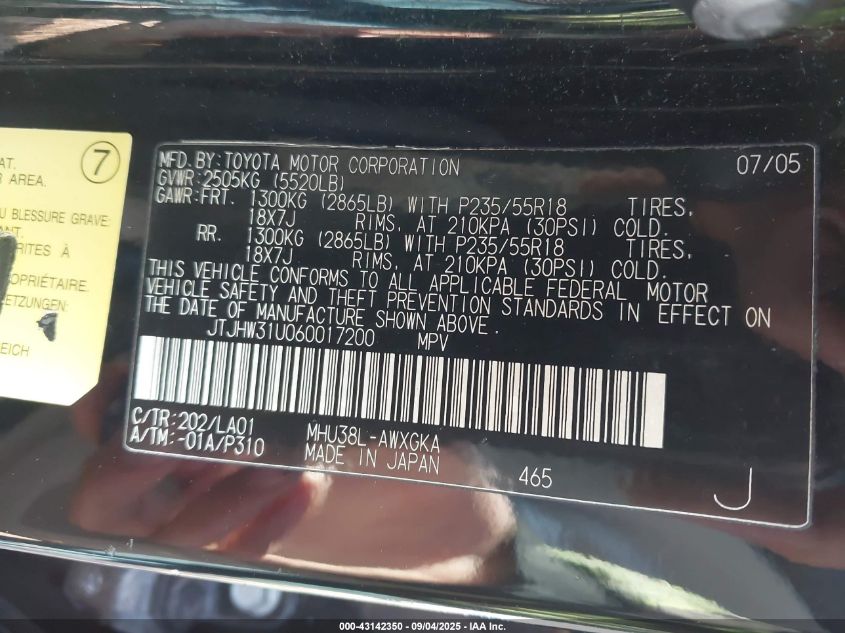 7
AT.
R AREA.
U BLESSURE GRAVE
ANT.
RITES À
OPRIÉTAIRE.
LETZUNGEN:
REICH
MFD. BY: TOYOTA MOTOR CORPORATION 07/05
GVWR: 2505KG (5520LB)
GAWR: FRT. 1300KG (2865LB) WITH P235/55R18 TIRES,
18X7J RIMS, AT 210KPA (30PSI) COLD.
RR. 1300KG (2865LB) WITH P235/55R18 TIRES,
18X7J RIMS, AT 210KPA (30PSI) COLD.
THIS VEHICLE CONFORMS TO ALL APPLICABLE FEDERAL MOTOR
VEHICLE SAFETY AND THEFT PREVENTION STANDARDS IN EFFECT ON
THE DATE OF MANUFACTURE SHOWN ABOVE.
JTJHW31U060017200 MPV
C/TR: 202/LA01 MHU38L-AWXGKA
A/TM: -01A/P310 MADE IN JAPAN 465 J
000-43142350 - 09/04/2025 - IAA Inc.